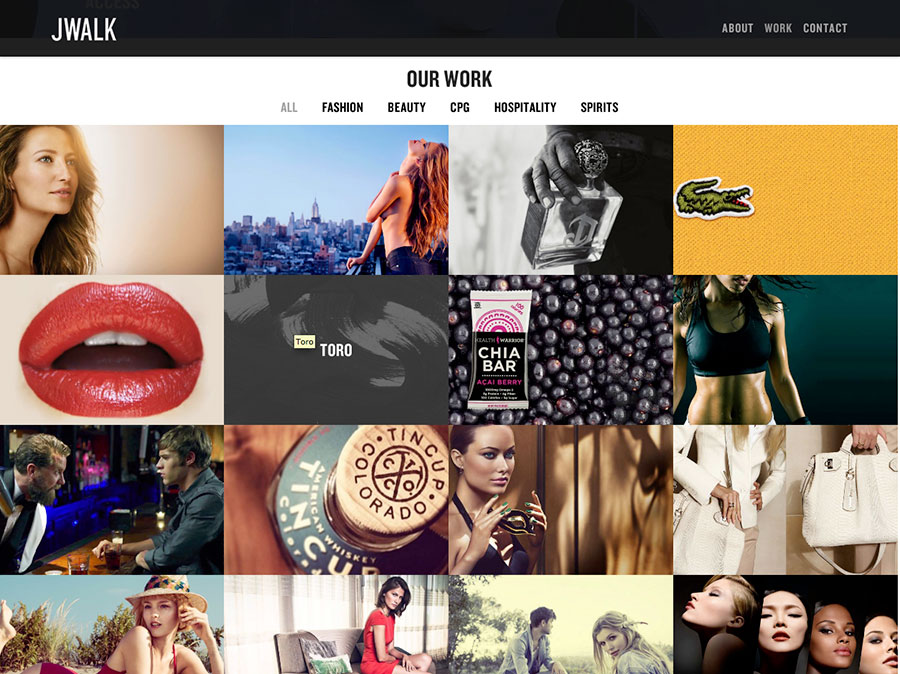 ACCESS
JWALK
ABOUT WORK CONTACT
OUR WORK
ALL FASHION BEAUTY CPG HOSPITALITY SPIRITS
D
Toro
TORO
HEALTH WARRIOR
CHIA
BAR
AÇAI BERRY
TINCUP
COLORADO
TINCUP
AMERICAN WHISKEY